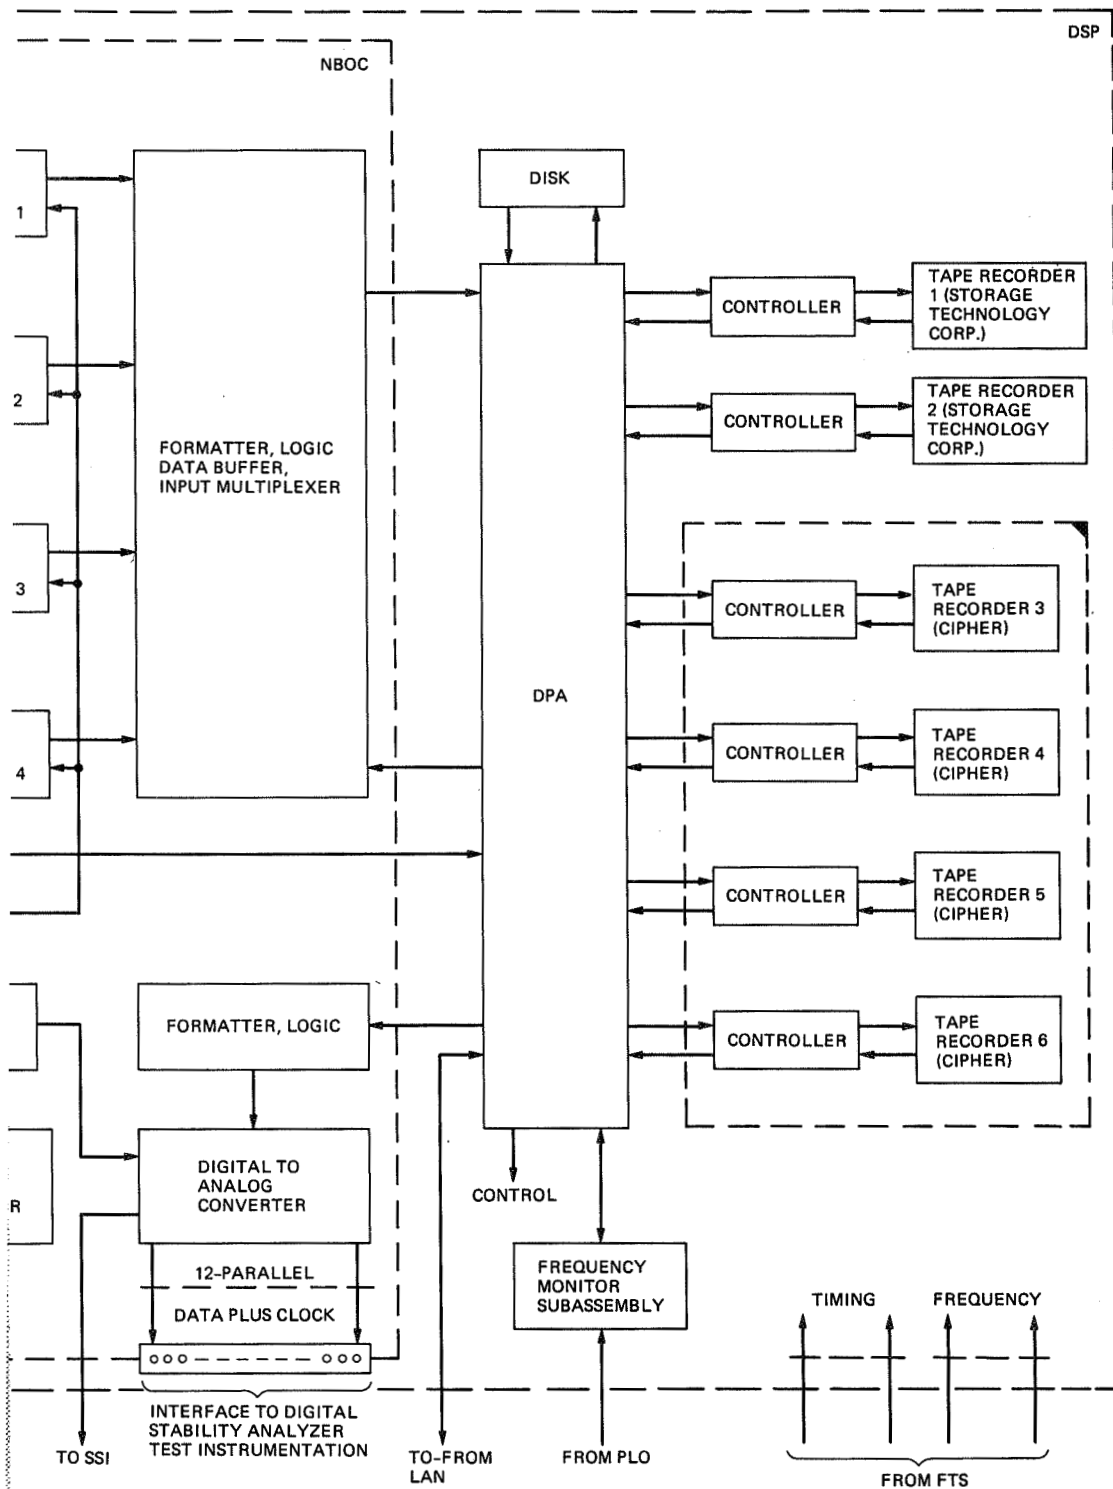 DSP
NBOC
DISK
1
TAPE RECORDER
1 (STORAGE
TECHNOLOGY
CORP.)
CONTROLLER
2
TAPE RECORDER
2 (STORAGE
TECHNOLOGY
CORP.)
CONTROLLER
FORMATTER, LOGIC
DATA BUFFER,
INPUT MULTIPLEXER
3
CONTROLLER
TAPE
RECORDER 3
(CIPHER)
DPA
4
CONTROLLER
TAPE
RECORDER 4
(CIPHER)
CONTROLLER
TAPE
RECORDER 5
(CIPHER)
FORMATTER, LOGIC
CONTROLLER
TAPE
RECORDER 6
(CIPHER)
R
DIGITAL TO
ANALOG
CONVERTER
CONTROL
12-PARALLEL
DATA PLUS CLOCK
FREQUENCY
MONITOR
SUBASSEMBLY
TIMING
FREQUENCY
INTERFACE TO DIGITAL
STABILITY ANALYZER
TEST INSTRUMENTATION
TO SSI
TO-FROM
LAN
FROM PLO
FROM FTS